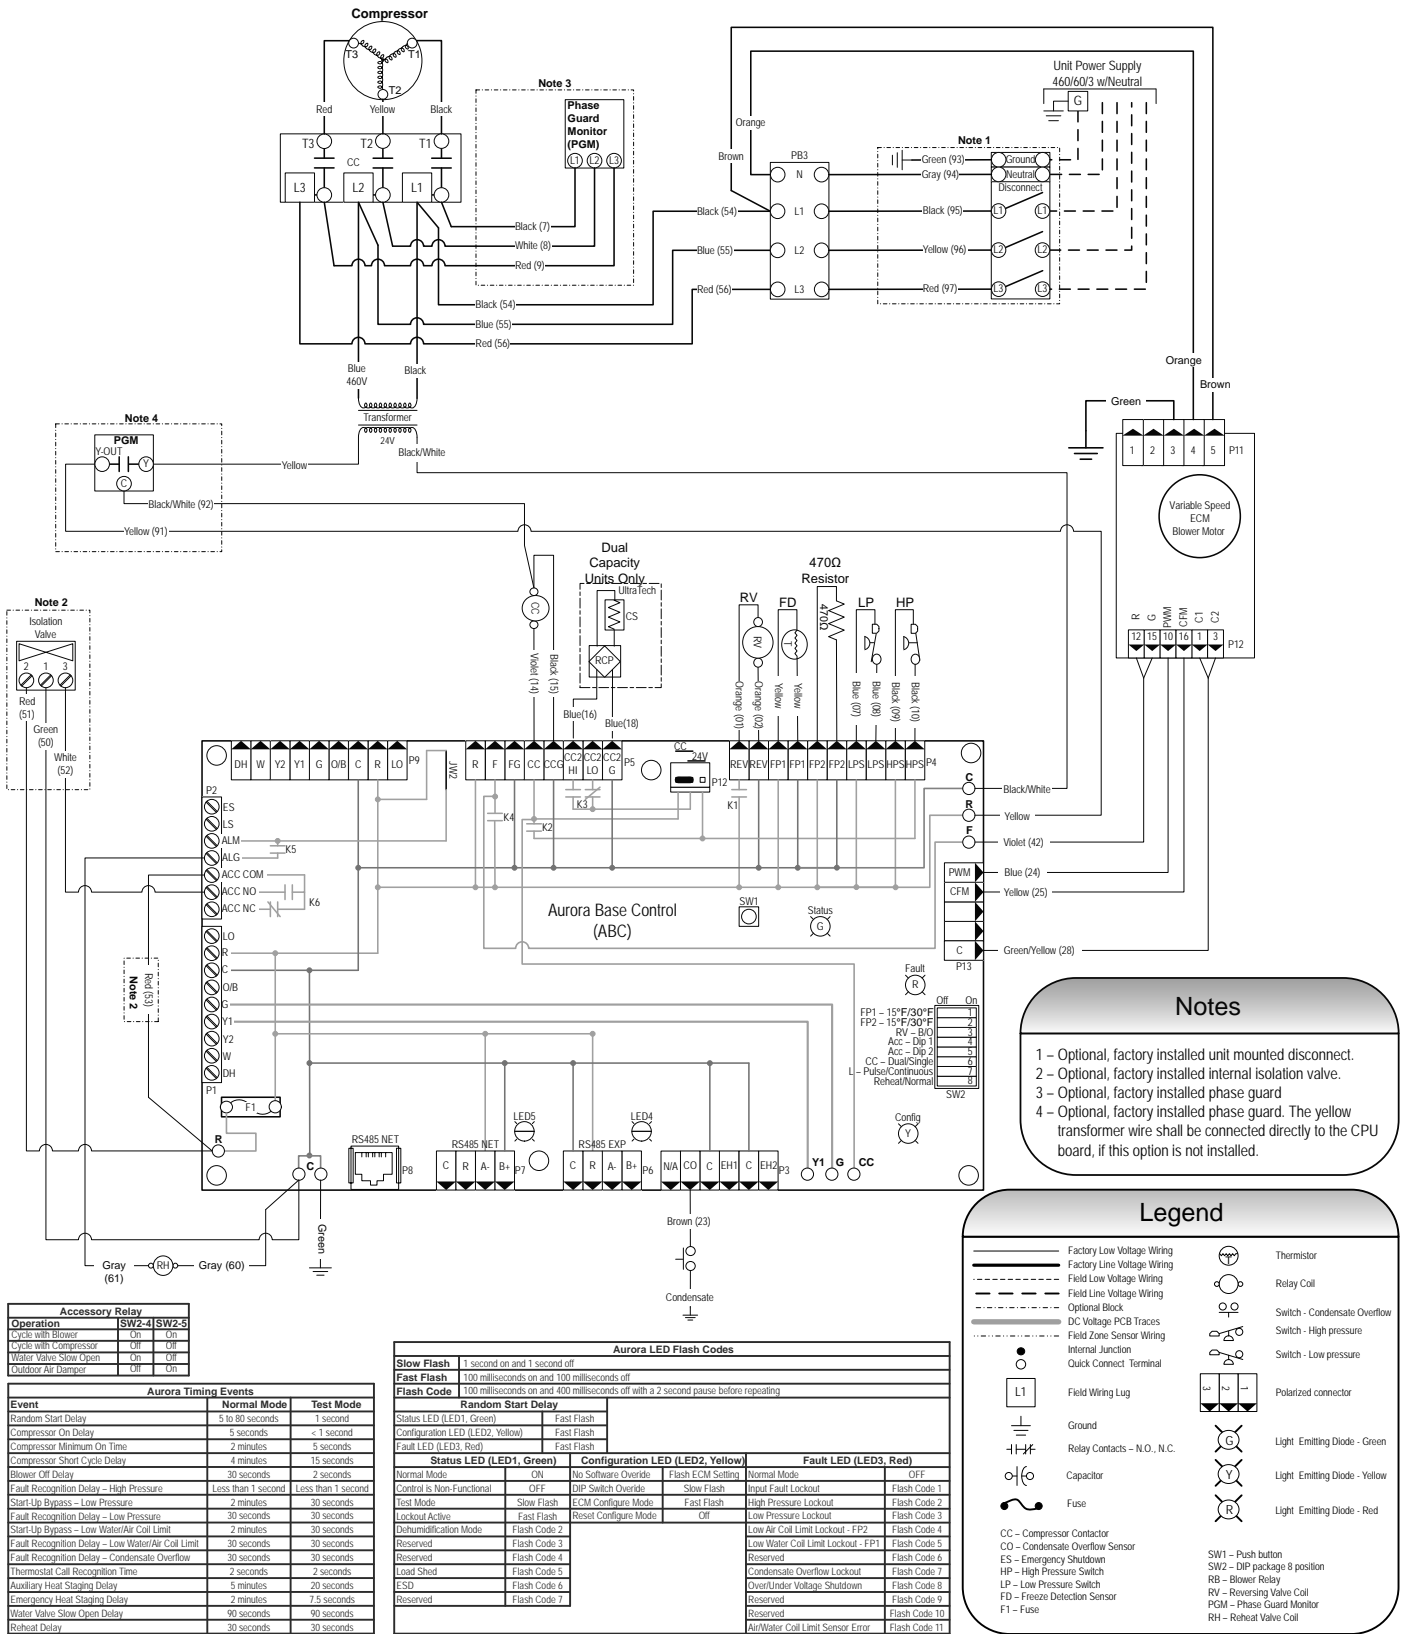 Compressor
T3
T1
T2
Red
Yellow
Black
T3
T2
T1
CC
L3
L2
L1
Note 3
Phase
Guard
Monitor
(PGM)
L1 L2 L3
Black (7)
White (8)
Red (9)
Black (54)
Blue (55)
Red (56)
Orange
Brown
PB3
N
L1
L2
L3
Black (54)
Blue (55)
Red (56)
Unit Power Supply
460/60/3 w/Neutral
G
Note 1
Green (93)
Ground
Gray (94)
Neutral
Disconnect
Black (95)
L1 L1
Yellow (96)
L2 L2
Red (97)
L3 L3
Blue
460V
Black
Transformer
24V
Black/White
Note 4
PGM
Y-OUT
Y
C
Yellow
Black/White (92)
Yellow (91)
Orange
Brown
Green
1 2 3 4 5
P11
Variable Speed
ECM
Blower Motor
R G PWM CFM C1 C2
12 15 10 16 1 3
P12
Note 2
Isolation
Valve
2 1 3
Red
(51)
Green
(50)
White
(52)
CC
Violet (14)
Black (15)
Dual
Capacity
Units Only
UltraTech
CS
RCP
Blue(16)
Blue(18)
RV
RV
Orange (01)
Orange (02)
FD
T
Yellow
Yellow
470Ω
Resistor
470Ω
LP
Blue (07)
Blue (08)
HP
Black (09)
Black (10)
DH W Y2 Y1 G O/B C R LO
P9
JW2
R F FG CC CCG CC2 HI CC2 LO CC2 G
P5
CC
24V
P12
REV REV FP1 FP1 FP2 FP2 LPS LPS HPS HPS
P4
K1
K2
K3
K4
K5
K6
P2
ES
LS
ALM
ALG
ACC COM
ACC NO
ACC NC
LO
R
C
O/B
G
Y1
Y2
W
DH
P1
F1
R
Red (53)
Note 2
Aurora Base Control
(ABC)
SW1
Status
G
Fault
R
C
Black/White
R
Yellow
F
Violet (42)
PWM
Blue (24)
CFM
Yellow (25)
C
Green/Yellow (28)
P13
Off On
FP1 – 15°F/30°F 1
FP2 – 15°F/30°F 2
RV – B/O 3
Acc – Dip 1 4
Acc – Dip 2 5
CC – Dual/Single 6
L – Pulse/Continuous 7
Reheat/Normal 8
SW2
Config
Y
C
RS485 NET
P8
RS485 NET
LED5
C R A- B+
P7
RS485 EXP
LED4
C R A- B+
P6
N/A CO C EH1 C EH2
P3
Y1 G CC
Green
Gray
(61)
RH
Gray (60)
Brown (23)
Condensate
Notes
1 – Optional, factory installed unit mounted disconnect.
2 – Optional, factory installed internal isolation valve.
3 – Optional, factory installed phase guard
4 – Optional, factory installed phase guard. The yellow
transformer wire shall be connected directly to the CPU
board, if this option is not installed.
Legend
Factory Low Voltage Wiring
Factory Line Voltage Wiring
Field Low Voltage Wiring
Field Line Voltage Wiring
Optional Block
DC Voltage PCB Traces
Field Zone Sensor Wiring
Internal Junction
Quick Connect Terminal
L1
Field Wiring Lug
Ground
Relay Contacts – N.O., N.C.
Capacitor
Fuse
Thermistor
Relay Coil
Switch - Condensate Overflow
Switch - High pressure
Switch - Low pressure
3 2 1
Polarized connector
G
Light Emitting Diode - Green
Y
Light Emitting Diode - Yellow
R
Light Emitting Diode - Red
CC – Compressor Contactor
CO – Condensate Overflow Sensor
ES – Emergency Shutdown
HP – High Pressure Switch
LP – Low Pressure Switch
FD – Freeze Detection Sensor
F1 – Fuse
SW1 – Push button
SW2 – DIP package 8 position
RB – Blower Relay
RV – Reversing Valve Coil
PGM – Phase Guard Monitor
RH – Reheat Valve Coil
Accessory Relay
Operation SW2-4 SW2-5
Cycle with Blower On On
Cycle with Compressor Off Off
Water Valve Slow Open On Off
Outdoor Air Damper Off On
Aurora Timing Events
Event Normal Mode Test Mode
Random Start Delay 5 to 80 seconds 1 second
Compressor On Delay 5 seconds < 1 second
Compressor Minimum On Time 2 minutes 5 seconds
Compressor Short Cycle Delay 4 minutes 15 seconds
Blower Off Delay 30 seconds 2 seconds
Fault Recognition Delay – High Pressure Less than 1 second Less than 1 second
Start-Up Bypass – Low Pressure 2 minutes 30 seconds
Fault Recognition Delay – Low Pressure 30 seconds 30 seconds
Start-Up Bypass – Low Water/Air Coil Limit 2 minutes 30 seconds
Fault Recognition Delay – Low Water/Air Coil Limit 30 seconds 30 seconds
Fault Recognition Delay – Condensate Overflow 30 seconds 30 seconds
Thermostat Call Recognition Time 2 seconds 2 seconds
Auxiliary Heat Staging Delay 5 minutes 20 seconds
Emergency Heat Staging Delay 2 minutes 7.5 seconds
Water Valve Slow Open Delay 90 seconds 90 seconds
Reheat Delay 30 seconds 30 seconds
Aurora LED Flash Codes
Slow Flash 1 second on and 1 second off
Fast Flash 100 milliseconds on and 100 milliseconds off
Flash Code 100 milliseconds on and 400 milliseconds off with a 2 second pause before repeating
Random Start Delay
Status LED (LED1, Green) Fast Flash
Configuration LED (LED2, Yellow) Fast Flash
Fault LED (LED3, Red) Fast Flash
Status LED (LED1, Green) Configuration LED (LED2, Yellow) Fault LED (LED3, Red)
Normal Mode ON No Software Overide Flash ECM Setting Normal Mode OFF
Control is Non-Functional OFF DIP Switch Overide Slow Flash Input Fault Lockout Flash Code 1
Test Mode Slow Flash ECM Configure Mode Fast Flash High Pressure Lockout Flash Code 2
Lockout Active Fast Flash Reset Configure Mode Off Low Pressure Lockout Flash Code 3
Dehumidification Mode Flash Code 2 Low Air Coil Limit Lockout - FP2 Flash Code 4
Reserved Flash Code 3 Low Water Coil Limit Lockout - FP1 Flash Code 5
Reserved Flash Code 4 Reserved Flash Code 6
Load Shed Flash Code 5 Condensate Overflow Lockout Flash Code 7
ESD Flash Code 6 Over/Under Voltage Shutdown Flash Code 8
Reserved Flash Code 7 Reserved Flash Code 9
Reserved Flash Code 10
Air/Water Coil Limit Sensor Error Flash Code 11